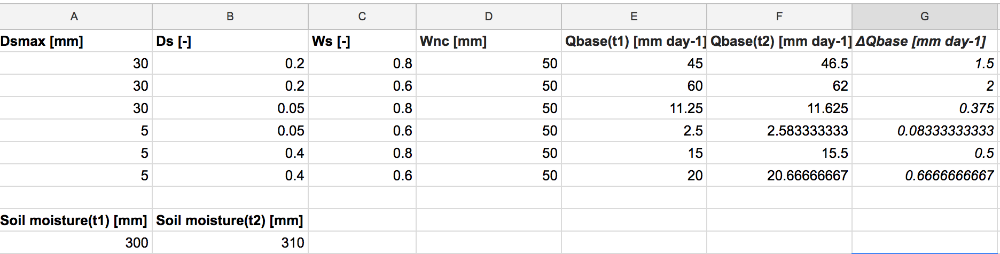 A B C D E F G
Dsmax [mm] Ds [-] Ws [-] Wnc [mm] Qbase(t1) [mm day-1] Qbase(t2) [mm day-1] ΔQbase [mm day-1]
30 0.2 0.8 50 45 46.5 1.5
30 0.2 0.6 50 60 62 2
30 0.05 0.8 50 11.25 11.625 0.375
5 0.05 0.6 50 2.5 2.583333333 0.08333333333
5 0.4 0.8 50 15 15.5 0.5
5 0.4 0.6 50 20 20.66666667 0.6666666667
Soil moisture(t1) [mm] Soil moisture(t2) [mm]
300 310